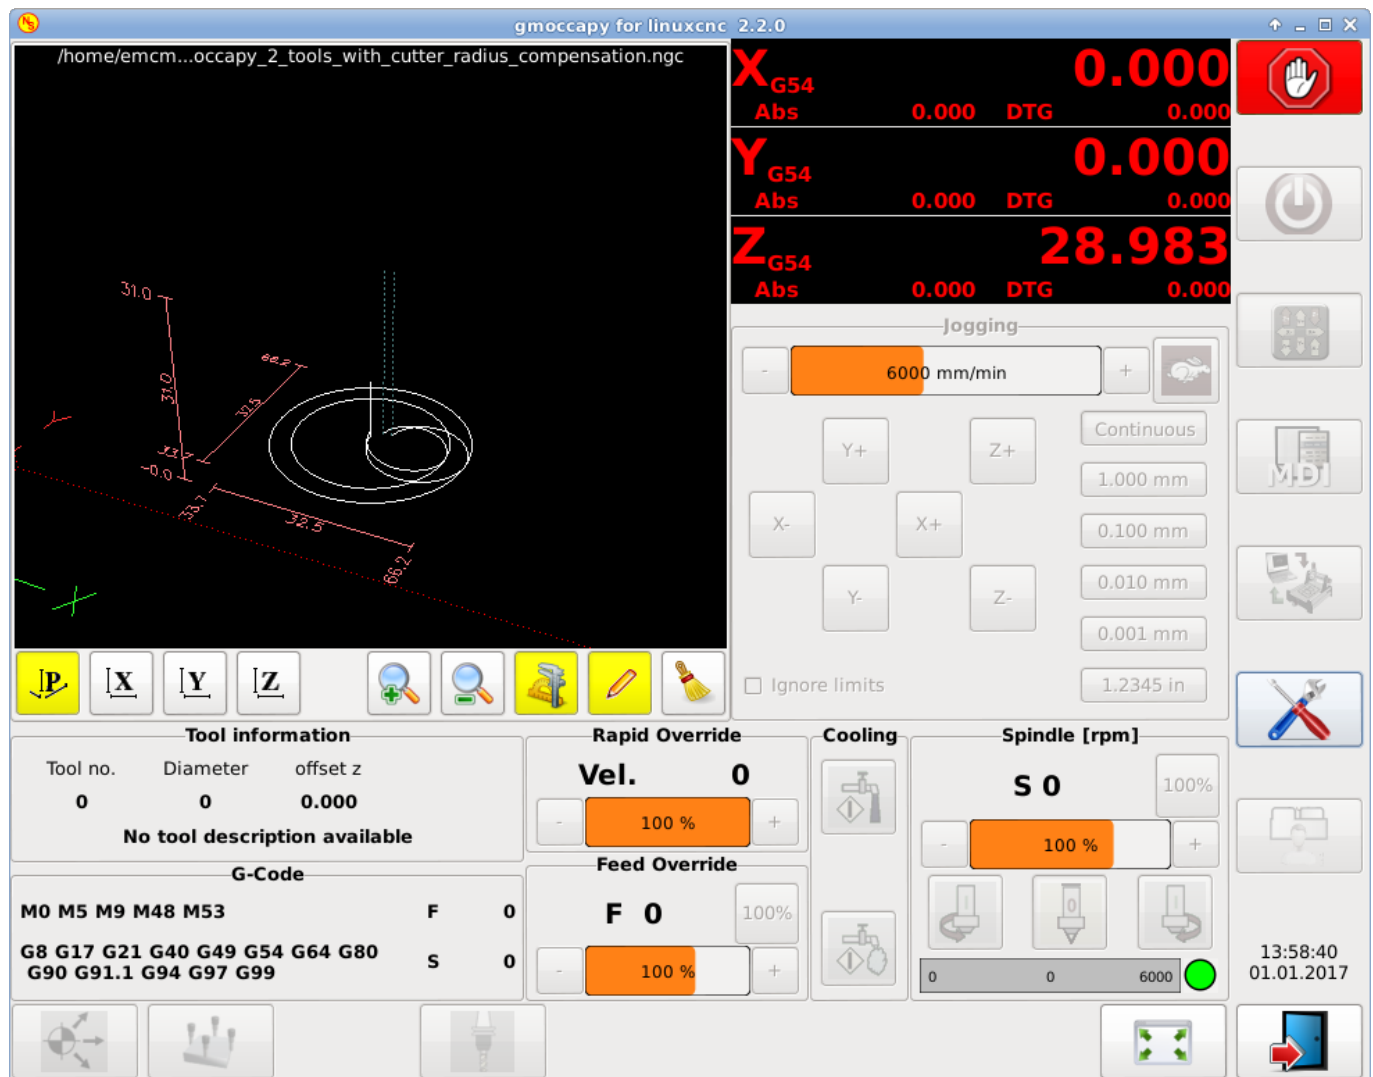 gmoccapy for linuxcnc 2.2.0
/home/emcm...occapy_2_tools_with_cutter_radius_compensation.ngc
X G54 0.000
Abs 0.000 DTG 0.000
Y G54 0.000
Abs 0.000 DTG 0.000
Z G54 28.983
Abs 0.000 DTG 0.000
31.0
66.2
31.0
32.5
33.7
-0.0
33.7
32.5
66.2
Y
X
Jogging
- 6000 mm/min +
Y+ Z+
X- X+
Y- Z-
Continuous
1.000 mm
0.100 mm
0.010 mm
0.001 mm
1.2345 in
Ignore limits
MDI
P X Y Z
Tool information
Tool no. Diameter offset z
0 0 0.000
No tool description available
G-Code
M0 M5 M9 M48 M53 F 0
G8 G17 G21 G40 G49 G54 G64 G80
G90 G91.1 G94 G97 G99
S 0
Rapid Override
Vel. 0
- 100 % +
Feed Override
F 0 100%
- 100 % +
Cooling
Spindle [rpm]
S 0 100%
- 100 % +
0 0 6000
13:58:40
01.01.2017